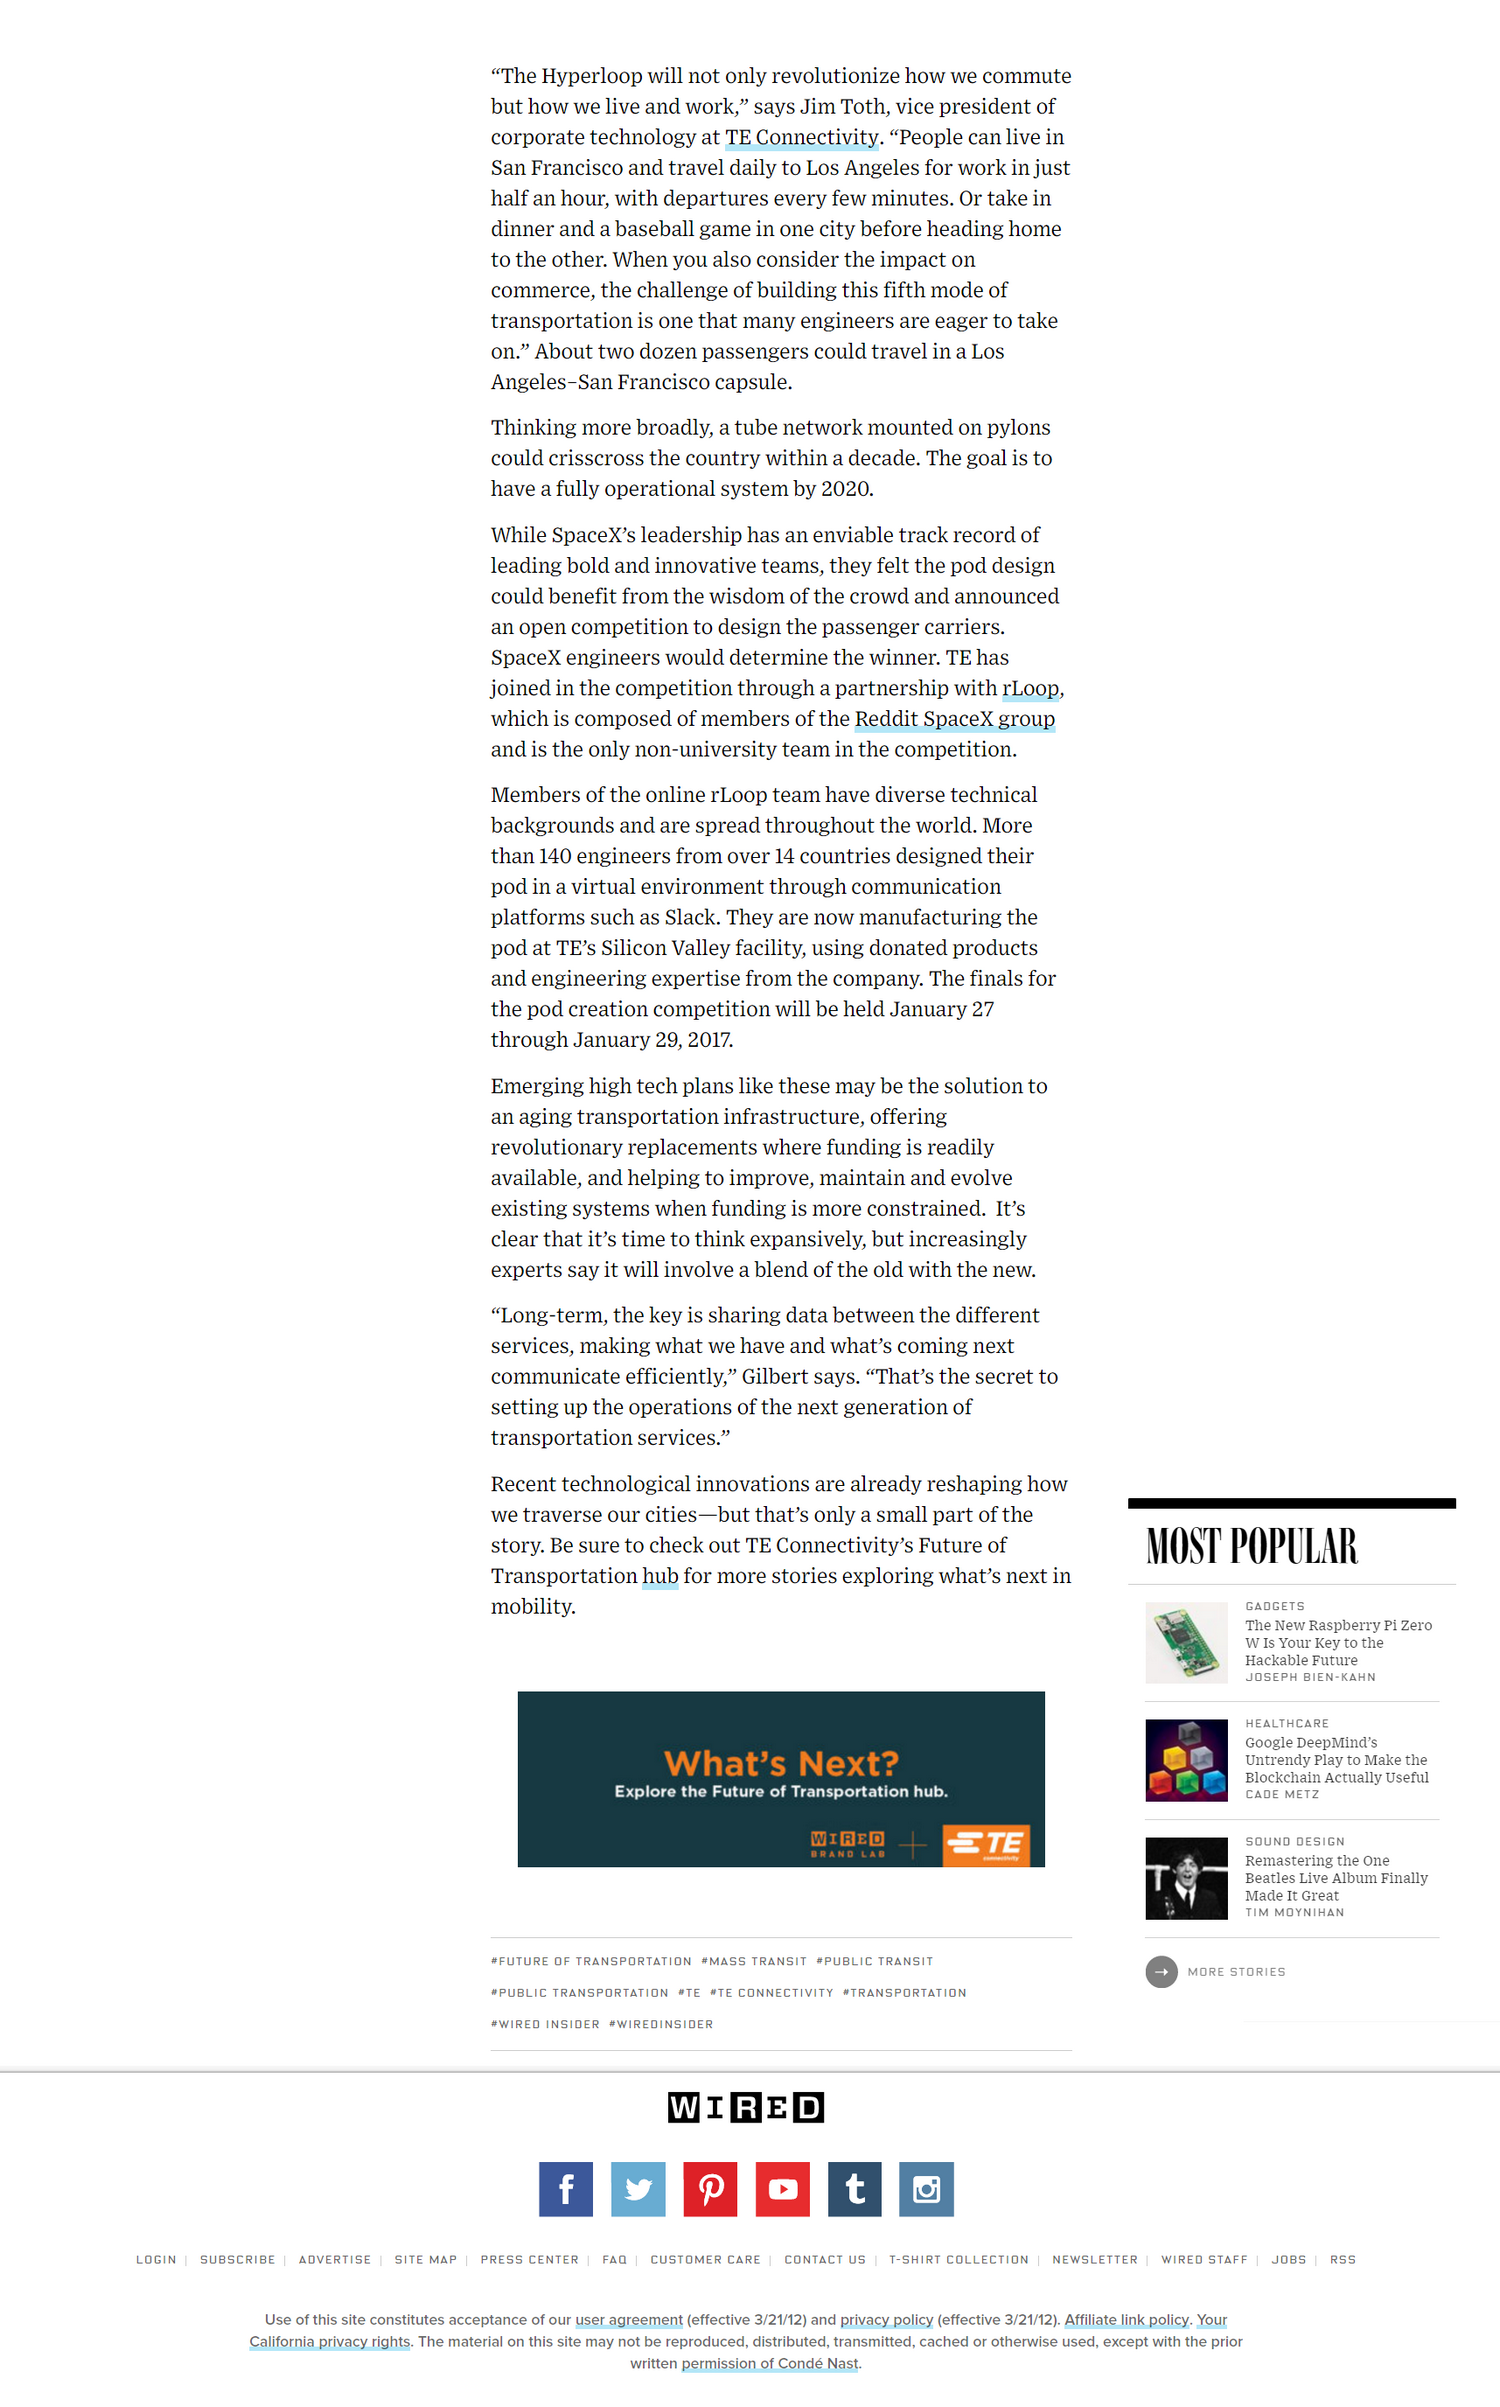 “The Hyperloop will not only revolutionize how we commute
but how we live and work,” says Jim Toth, vice president of
corporate technology at TE Connectivity. “People can live in
San Francisco and travel daily to Los Angeles for work in just
half an hour, with departures every few minutes. Or take in
dinner and a baseball game in one city before heading home
to the other. When you also consider the impact on
commerce, the challenge of building this fifth mode of
transportation is one that many engineers are eager to take
on.” About two dozen passengers could travel in a Los
Angeles–San Francisco capsule.
Thinking more broadly, a tube network mounted on pylons
could crisscross the country within a decade. The goal is to
have a fully operational system by 2020.
While SpaceX’s leadership has an enviable track record of
leading bold and innovative teams, they felt the pod design
could benefit from the wisdom of the crowd and announced
an open competition to design the passenger carriers.
SpaceX engineers would determine the winner. TE has
joined in the competition through a partnership with rLoop,
which is composed of members of the Reddit SpaceX group
and is the only non-university team in the competition.
Members of the online rLoop team have diverse technical
backgrounds and are spread throughout the world. More
than 140 engineers from over 14 countries designed their
pod in a virtual environment through communication
platforms such as Slack. They are now manufacturing the
pod at TE’s Silicon Valley facility, using donated products
and engineering expertise from the company. The finals for
the pod creation competition will be held January 27
through January 29, 2017.
Emerging high tech plans like these may be the solution to
an aging transportation infrastructure, offering
revolutionary replacements where funding is readily
available, and helping to improve, maintain and evolve
existing systems when funding is more constrained.  It’s
clear that it’s time to think expansively, but increasingly
experts say it will involve a blend of the old with the new.
“Long-term, the key is sharing data between the different
services, making what we have and what’s coming next
communicate efficiently,” Gilbert says. “That’s the secret to
setting up the operations of the next generation of
transportation services.”
Recent technological innovations are already reshaping how
we traverse our cities—but that’s only a small part of the
story. Be sure to check out TE Connectivity’s Future of
Transportation hub for more stories exploring what’s next in
mobility.
What’s Next?
Explore the Future of Transportation hub.
WIRED
BRAND LAB
TE
connectivity
#FUTURE OF TRANSPORTATION #MASS TRANSIT #PUBLIC TRANSIT
#PUBLIC TRANSPORTATION #TE #TE CONNECTIVITY #TRANSPORTATION
#WIRED INSIDER #WIREDINSIDER
MOST POPULAR
GADGETS
The New Raspberry Pi Zero
W Is Your Key to the
Hackable Future
JOSEPH BIEN-KAHN
HEALTHCARE
Google DeepMind’s
Untrendy Play to Make the
Blockchain Actually Useful
CADE METZ
SOUND DESIGN
Remastering the One
Beatles Live Album Finally
Made It Great
TIM MOYNIHAN
MORE STORIES
WIRED
LOGIN | SUBSCRIBE | ADVERTISE | SITE MAP | PRESS CENTER | FAQ | CUSTOMER CARE | CONTACT US | T-SHIRT COLLECTION | NEWSLETTER | WIRED STAFF | JOBS | RSS
Use of this site constitutes acceptance of our user agreement (effective 3/21/12) and privacy policy (effective 3/21/12). Affiliate link policy. Your
California privacy rights. The material on this site may not be reproduced, distributed, transmitted, cached or otherwise used, except with the prior
written permission of Condé Nast.